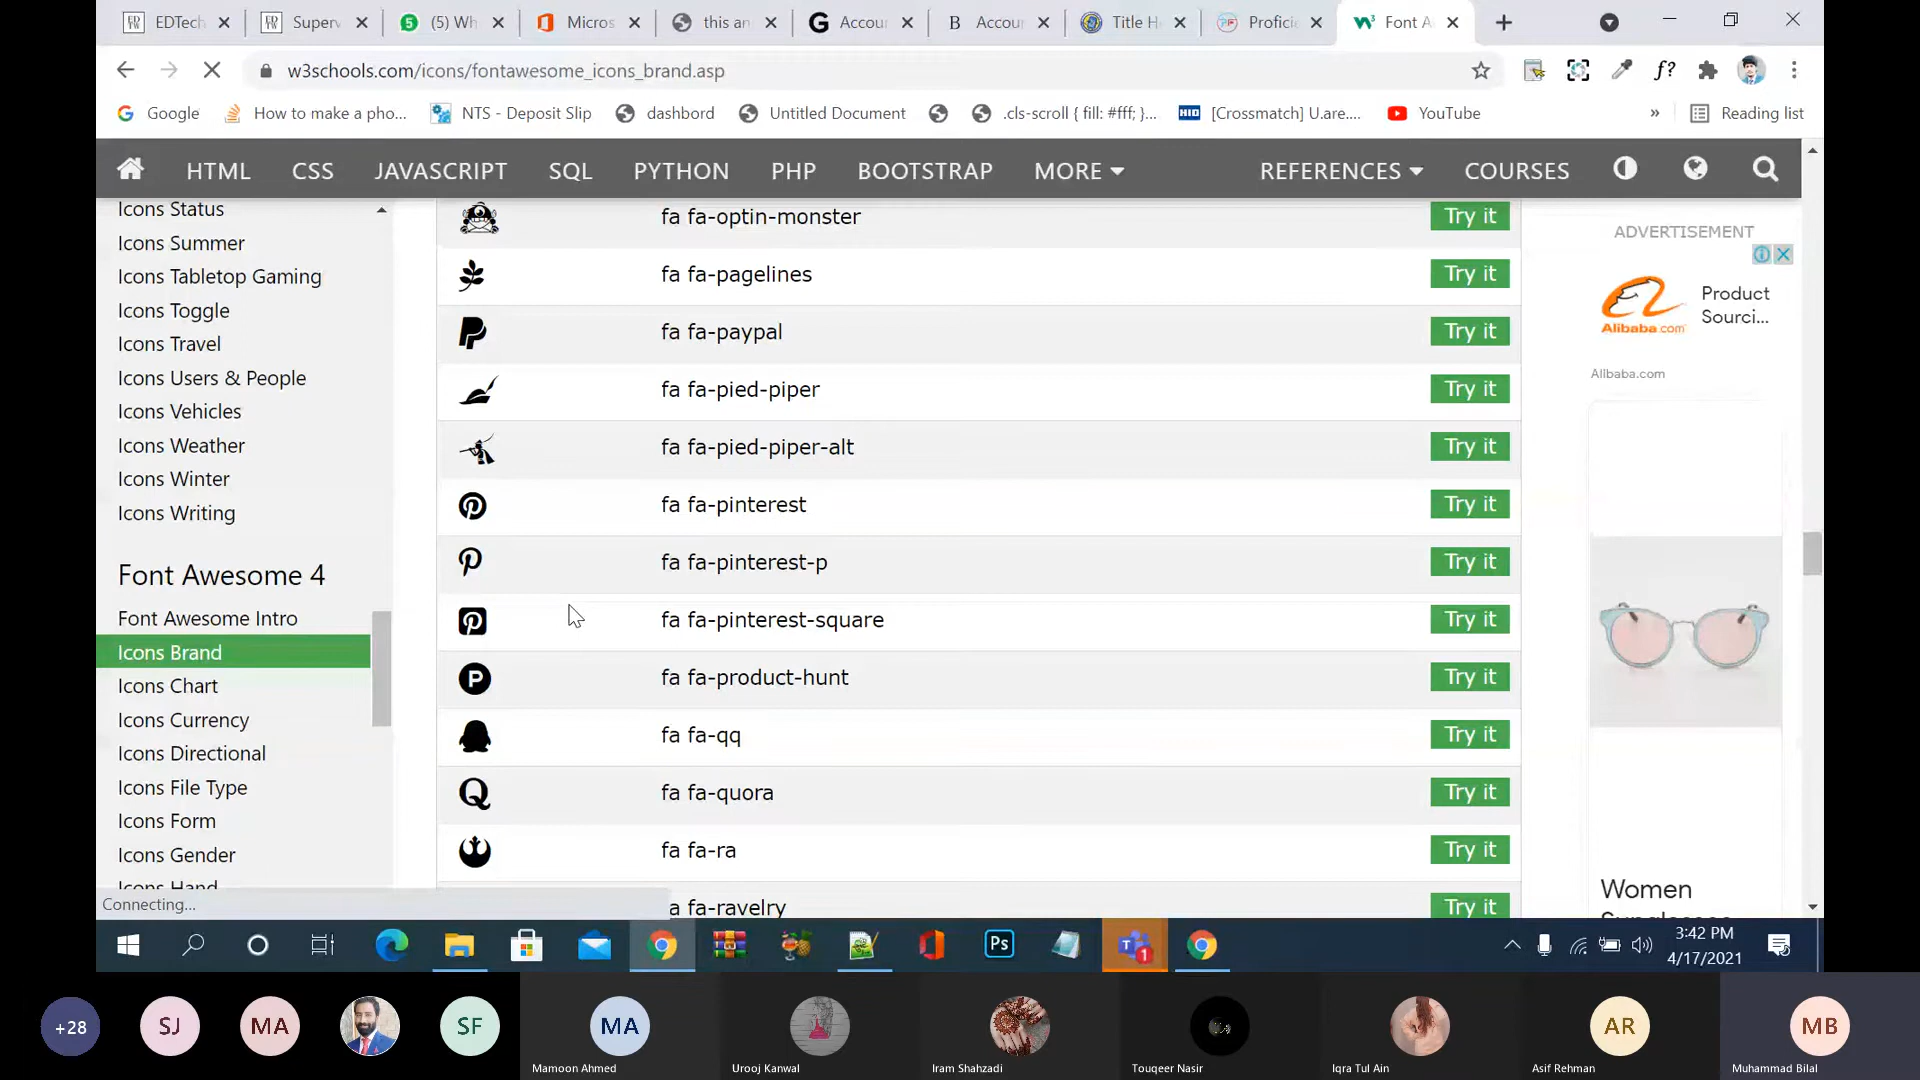 EDTech
Superv
(5) Wh
Micros
this an
Accou
Accou
Title H
Profici
Font A
w3schools.com/icons/fontawesome_icons_brand.asp
Google
How to make a pho...
NTS - Deposit Slip
dashbord
Untitled Document
.cls-scroll { fill: #fff; }...
HID
[Crossmatch] U.are....
YouTube
»
Reading list
HTML
CSS
JAVASCRIPT
SQL
PYTHON
PHP
BOOTSTRAP
MORE
REFERENCES
COURSES
Icons Status
Icons Summer
Icons Tabletop Gaming
Icons Toggle
Icons Travel
Icons Users & People
Icons Vehicles
Icons Weather
Icons Winter
Icons Writing
Font Awesome 4
Font Awesome Intro
Icons Brand
Icons Chart
Icons Currency
Icons Directional
Icons File Type
Icons Form
Icons Gender
Icons Hand
Connecting...
fa fa-optin-monster Try it
fa fa-pagelines Try it
fa fa-paypal Try it
fa fa-pied-piper Try it
fa fa-pied-piper-alt Try it
fa fa-pinterest Try it
fa fa-pinterest-p Try it
fa fa-pinterest-square Try it
fa fa-product-hunt Try it
fa fa-qq Try it
fa fa-quora Try it
fa fa-ra Try it
a fa-ravelry Try it
ADVERTISEMENT
Alibaba.com
Product
Sourci...
Alibaba.com
Women
3:42 PM
4/17/2021
+28
SJ
MA
SF
MA
Mamoon Ahmed
Urooj Kanwal
Iram Shahzadi
Touqeer Nasir
Iqra Tul Ain
AR
Asif Rehman
MB
Muhammad Bilal